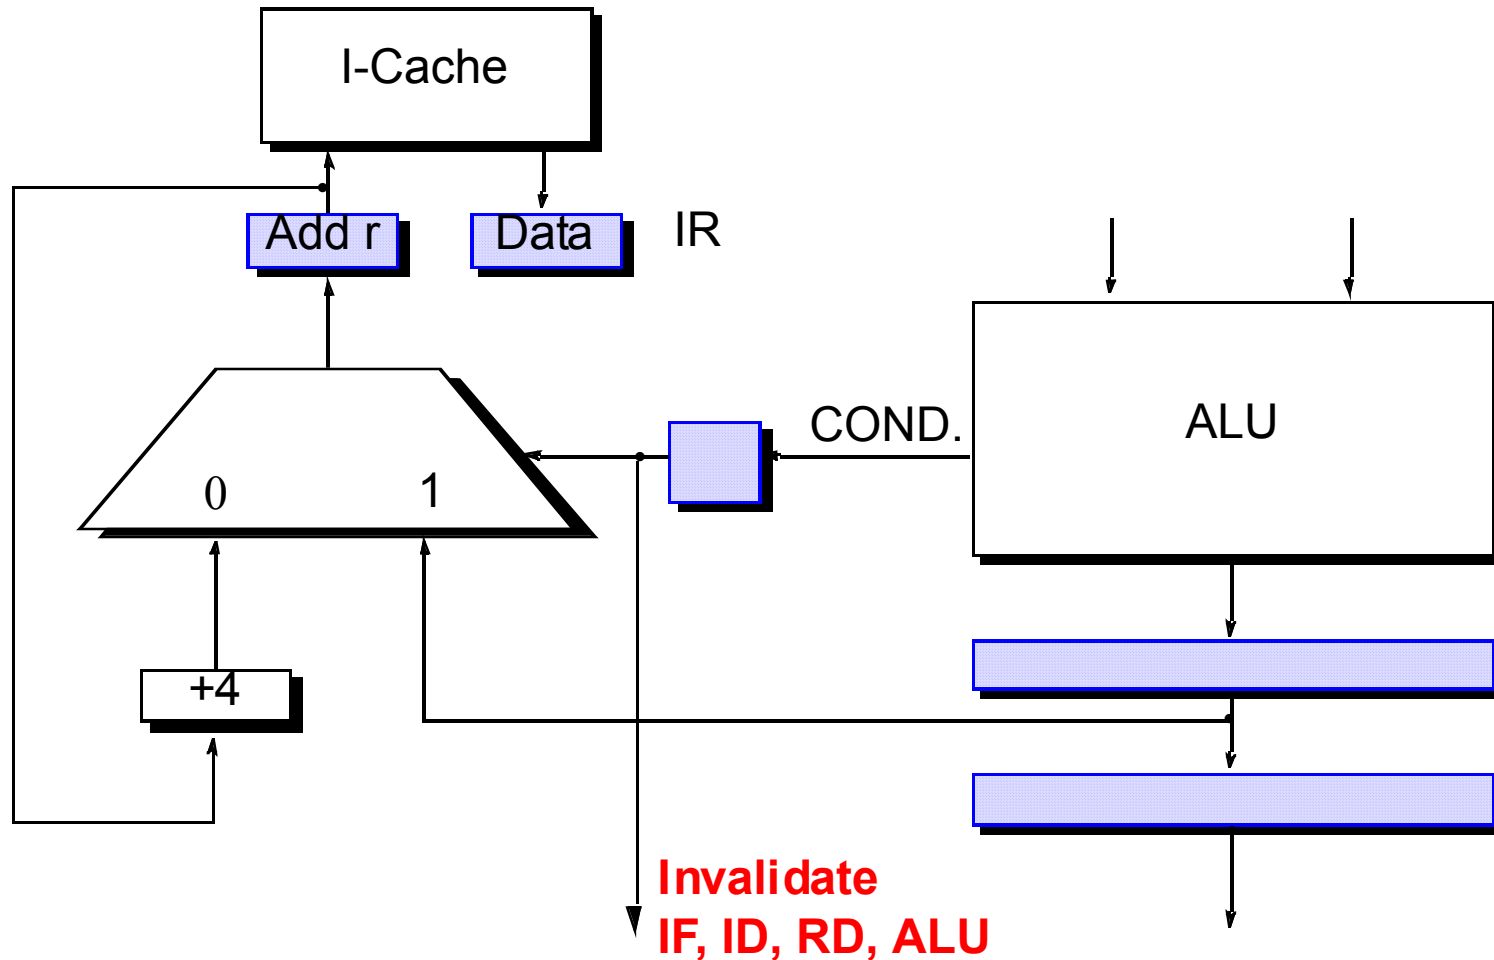 I-Cache
Add r
Data
IR
COND.
ALU
0
1
+4
Invalidate
IF, ID, RD, ALU